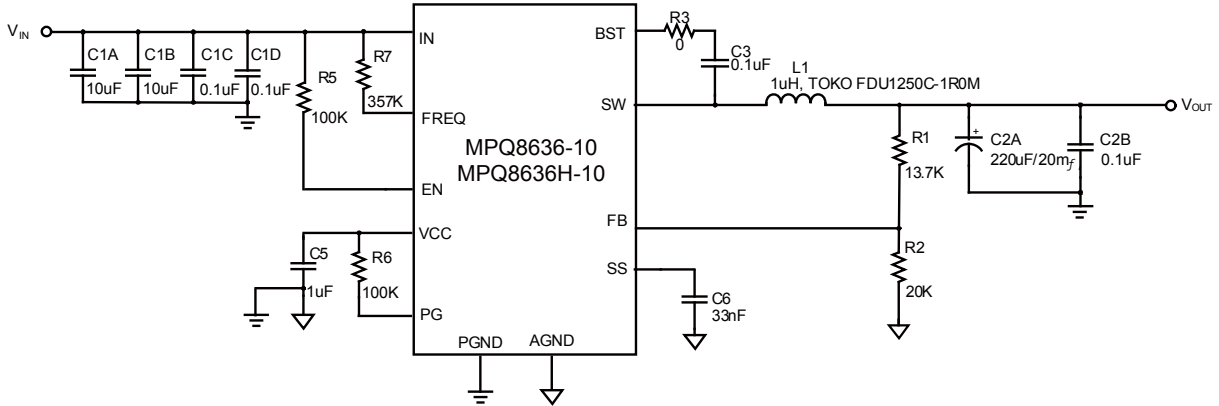 VIN
C1A
10uF
C1B
10uF
C1C
0.1uF
C1D
0.1uF
R5
100K
R7
357K
IN
FREQ
EN
VCC
PG
PGND
AGND
MPQ8636-10
MPQ8636H-10
BST
SW
FB
SS
C5
1uF
R6
100K
R3
0
C3
0.1uF
L1
1uH, TOKO FDU1250C-1R0M
R1
13.7K
C2A
+
220uF/20m
C2B
0.1uF
VOUT
R2
20K
C6
33nF